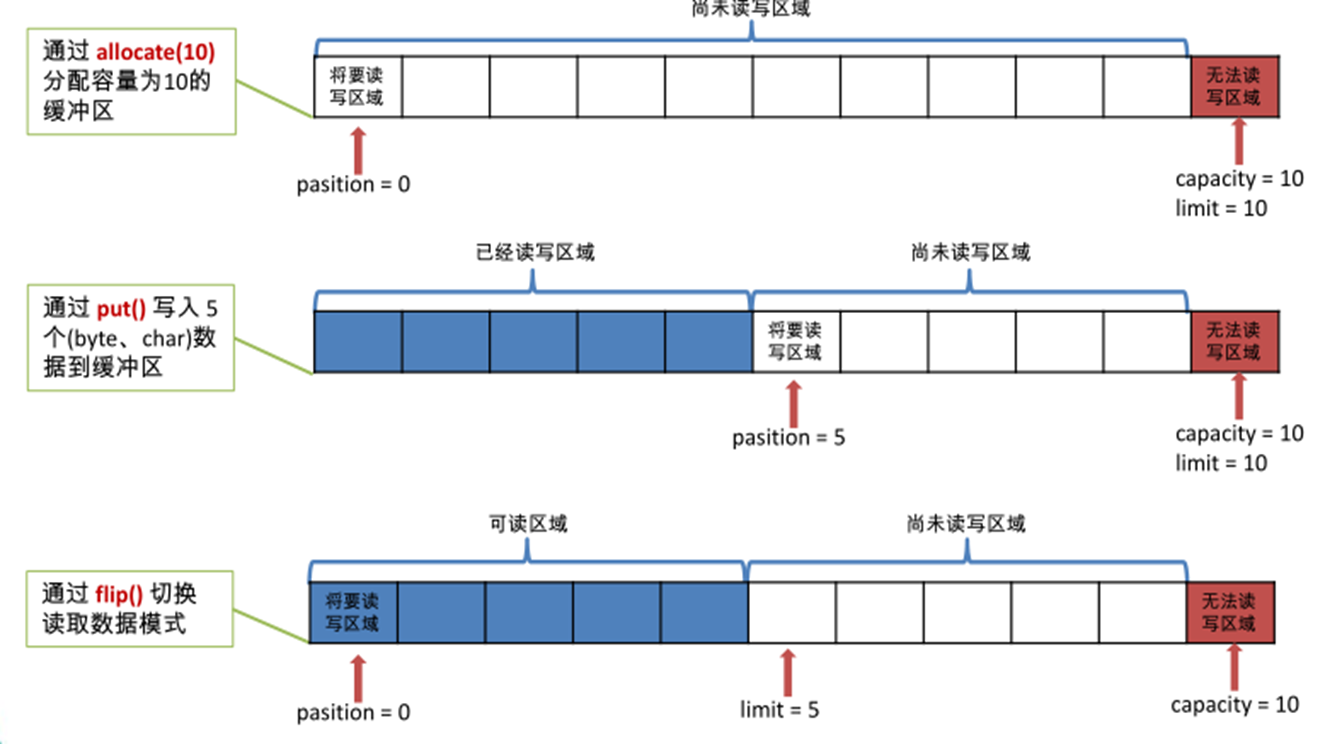 尚未读写区域
通过 allocate(10)
分配容量为10的
缓冲区
将要读
写区域
无法读
写区域
pasition = 0
capacity = 10
limit = 10
已经读写区域
尚未读写区域
通过 put() 写入 5
个(byte、char)数
据到缓冲区
将要读
写区域
无法读
写区域
pasition = 5
capacity = 10
limit = 10
可读区域
尚未读写区域
通过 flip() 切换
读取数据模式
将要读
写区域
无法读
写区域
position = 0
limit = 5
capacity = 10